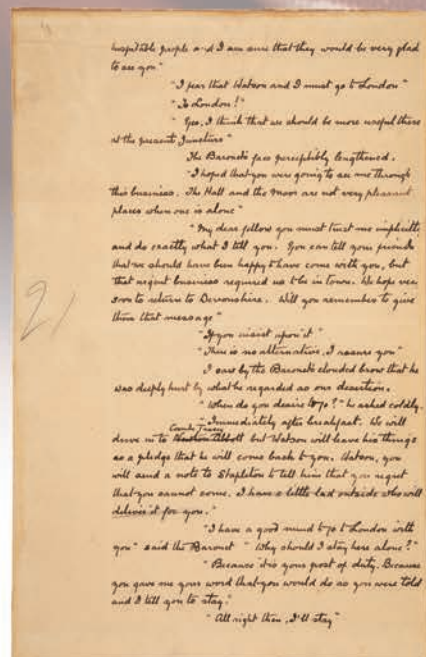 hospitable people and I am sure that they would be very glad
to see you"
"I fear that Watson and I must go to London"
"To London!"
"Yes, I think that we should be more useful there
at the present juncture"
The Baronet's face perceptibly lengthened.
"I hoped that you were going to see me through
this business. The Hall and the Moor are not very pleasant
places when one is alone"
"My dear fellow you must trust me implicitly
and do exactly what I tell you. You can tell your friends
that we should have been happy to have come with you, but
that urgent business required us to be in town. We hope very
soon to return to Devonshire. Will you remember to give
them that message"
"If you insist upon it"
"There is no alternative, I assure you"
I saw by the Baronet's clouded brow that he
was deeply hurt by what he regarded as our desertion.
"When do you desire to go?" he asked coldly.
"Immediately after breakfast. We will
Coombe Tracey
drive in to Newton Abbott but Watson will leave his things
as a pledge that he will come back to you. Watson, you
will send a note to Stapleton to tell him that you regret
that you cannot come. I have a little lad outside who will
deliver it for you."
"I have a good mind to go to London with
you" said the Baronet "Why should I stay here alone?"
"Because it is your post of duty. Because
you gave me your word that you would do as you were told
and I tell you to stay."
"All right then, I'll stay"
21